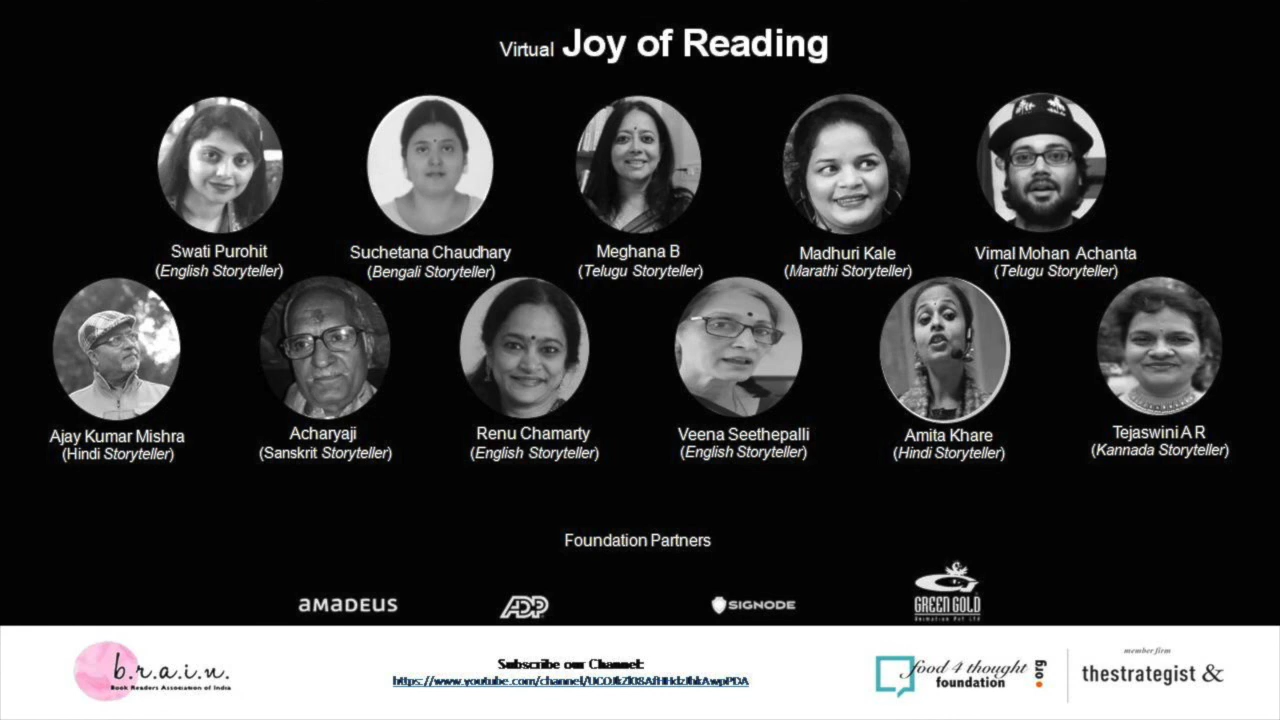 Virtual Joy of Reading
Swati Purohit
(English Storyteller)
Suchetana Chaudhary
(Bengali Storyteller)
Meghana B
(Telugu Storyteller)
Madhuri Kale
(Marathi Storyteller)
Vimal Mohan Achanta
(Telugu Storyteller)
Ajay Kumar Mishra
(Hindi Storyteller)
Acharyaji
(Sanskrit Storyteller)
Renu Chamarty
(English Storyteller)
Veena Seethepalli
(English Storyteller)
Amita Khare
(Hindi Storyteller)
Tejaswini A R
(Kannada Storyteller)
Foundation Partners
amadeus
ADP
SIGNODE
GREEN GOLD
Animation Pvt Ltd
b.r.a.i.n.
Book Readers Association of India
Subscribe our Channel:
food 4 thought
foundation
.org
member firm
thestrategist &